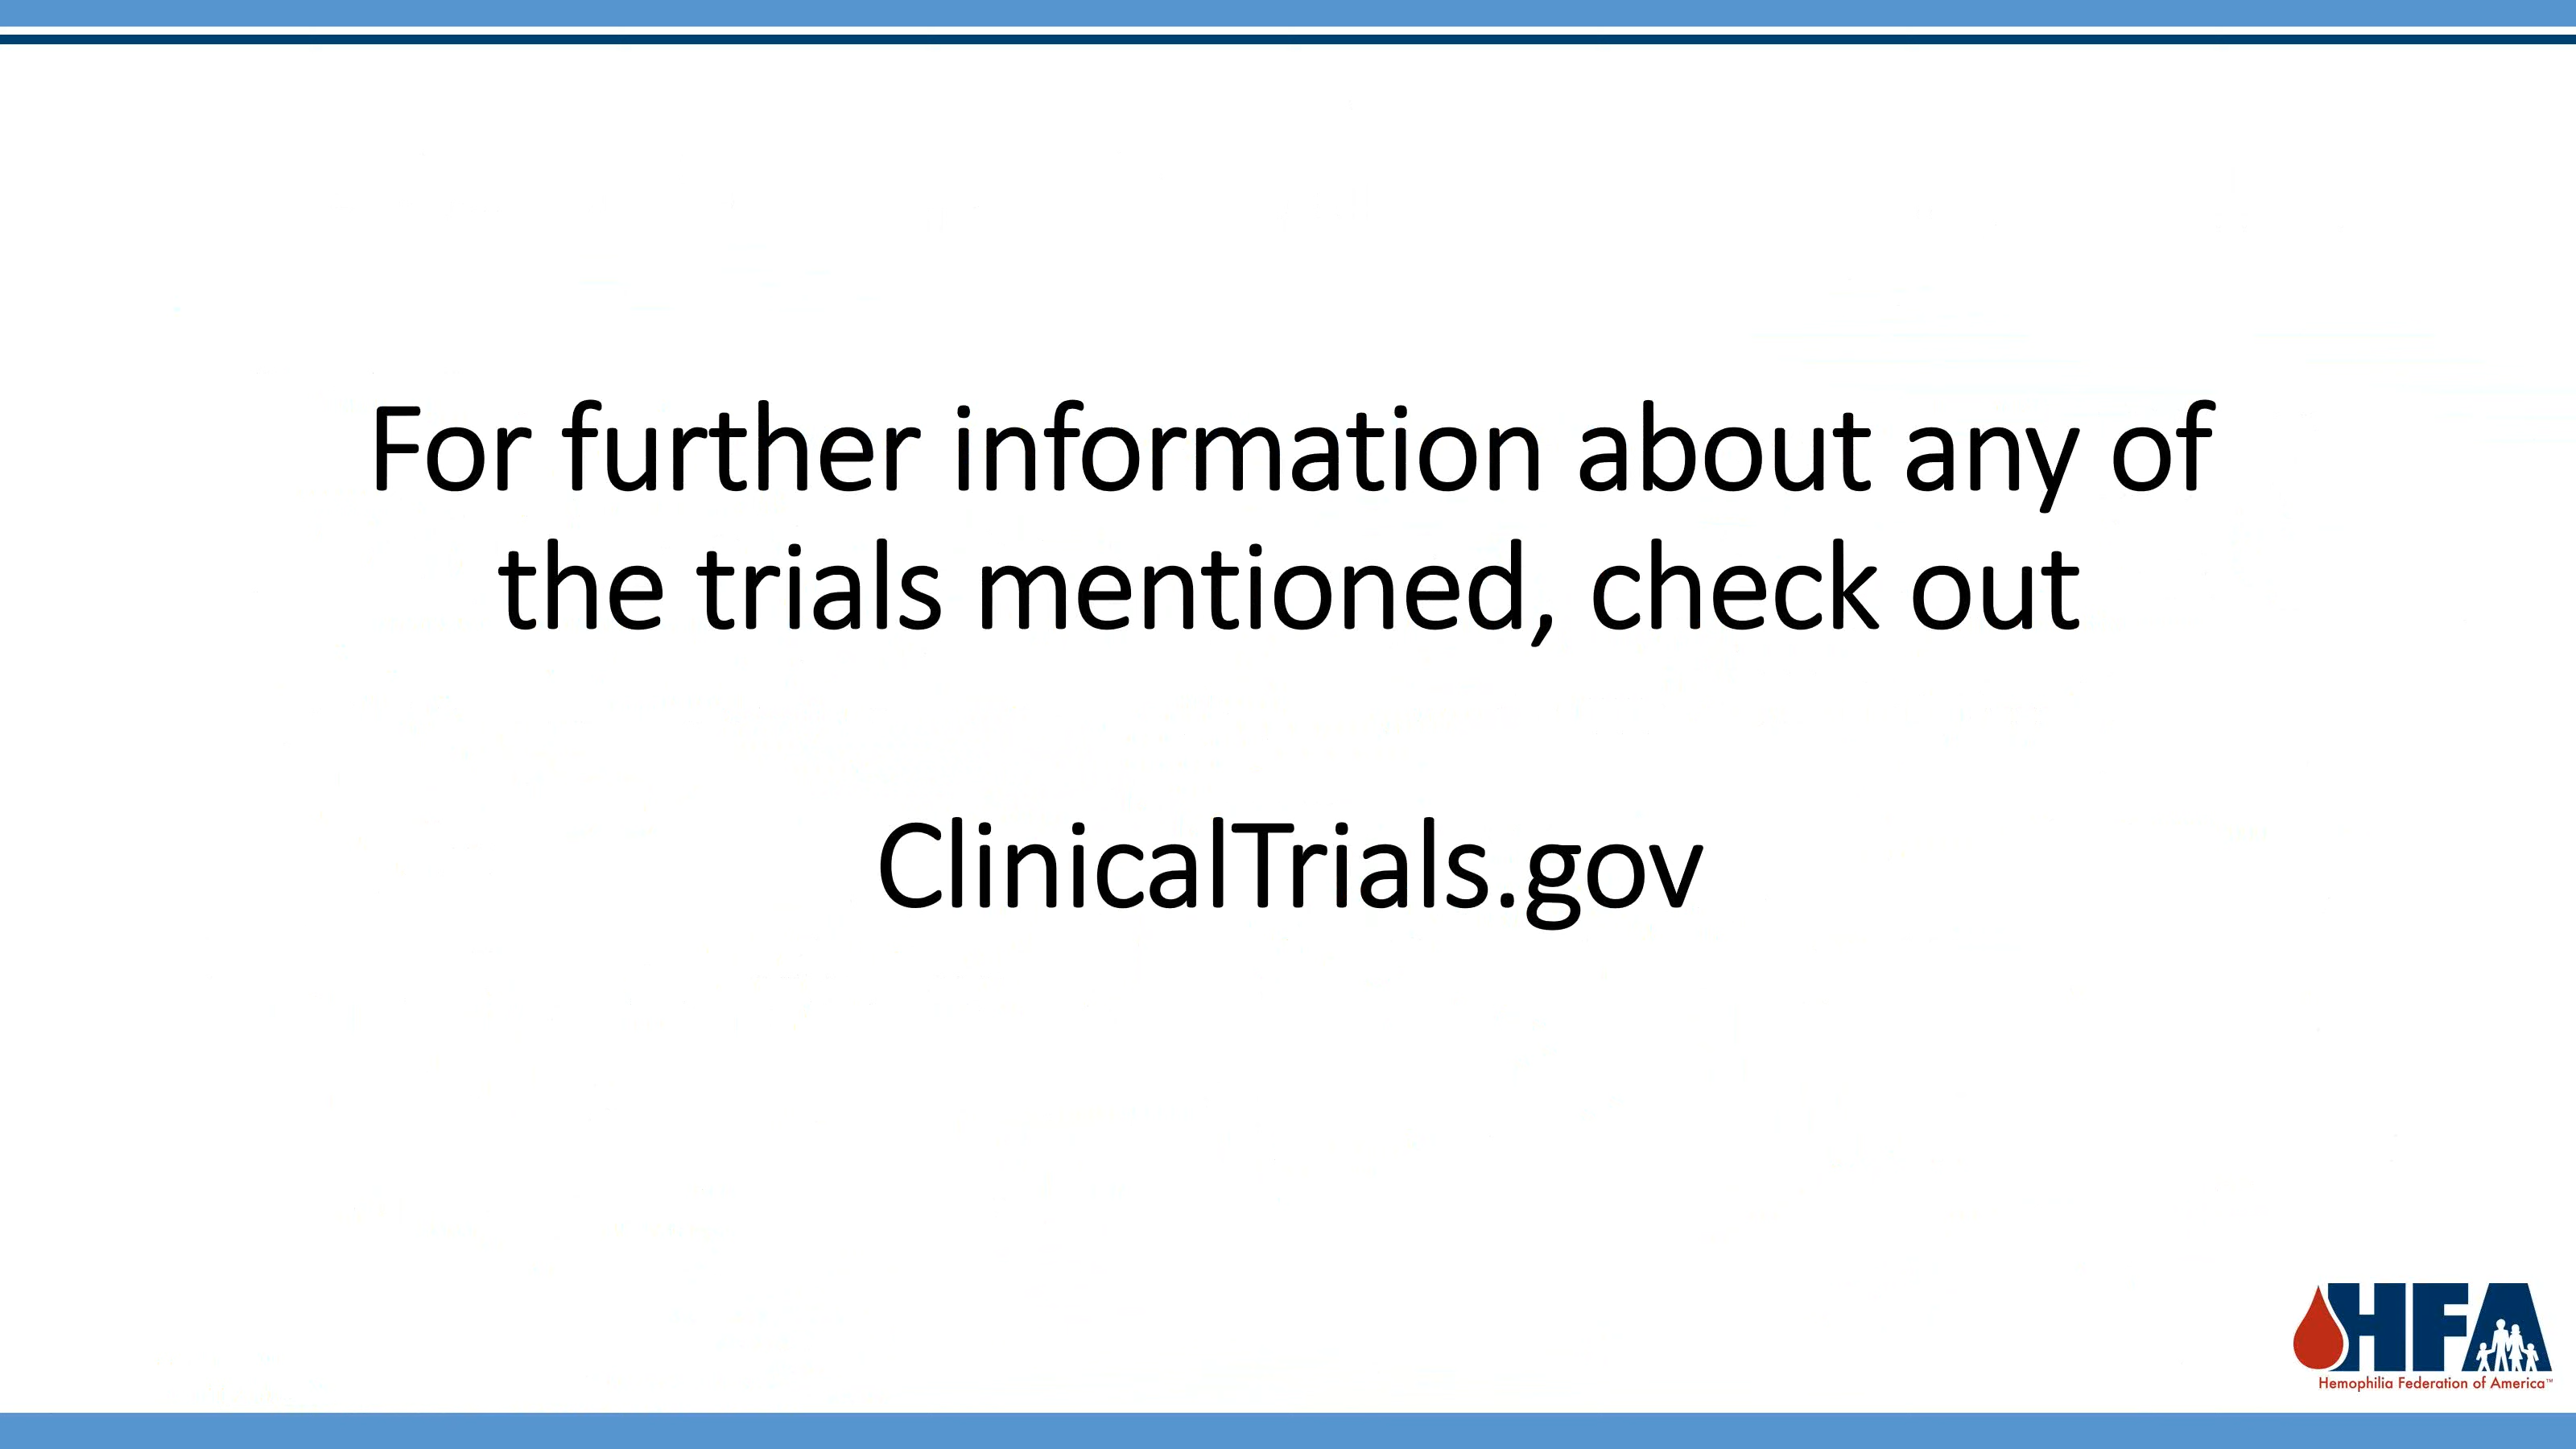 For further information about any of
the trials mentioned, check out
ClinicalTrials.gov
HFA
Hemophilia Federation of America™